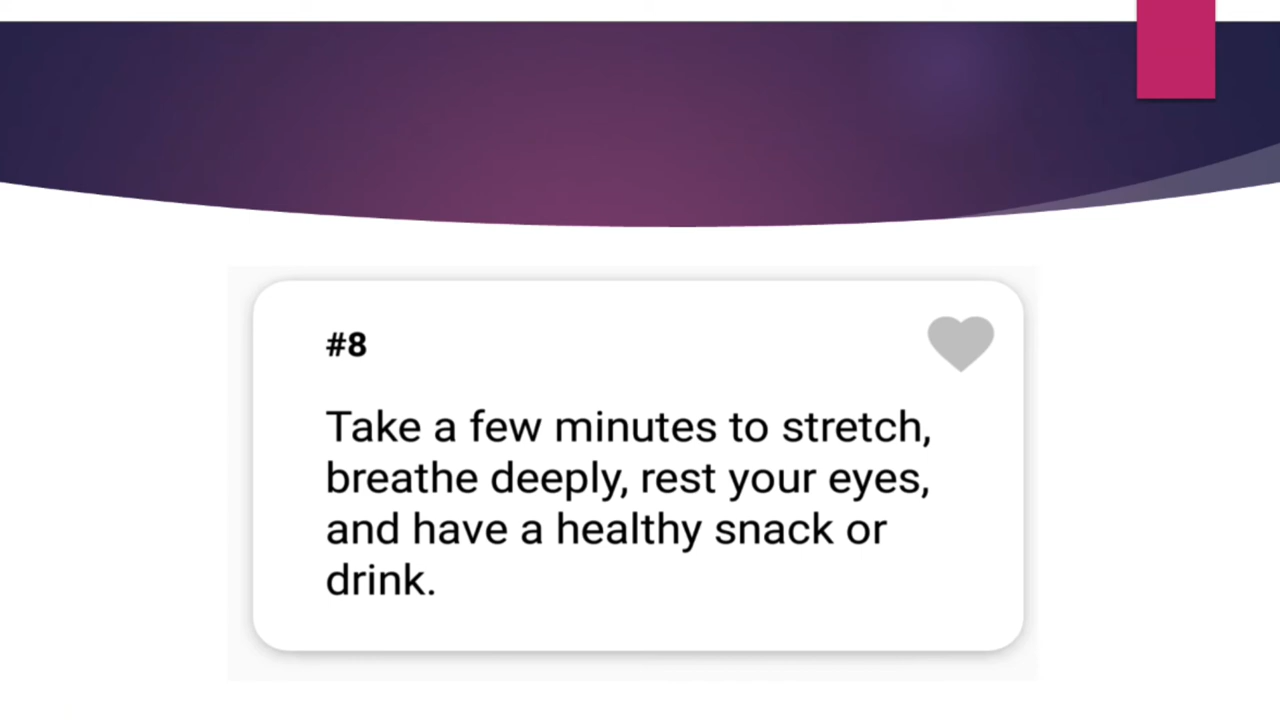 #8
Take a few minutes to stretch,
breathe deeply, rest your eyes,
and have a healthy snack or
drink.